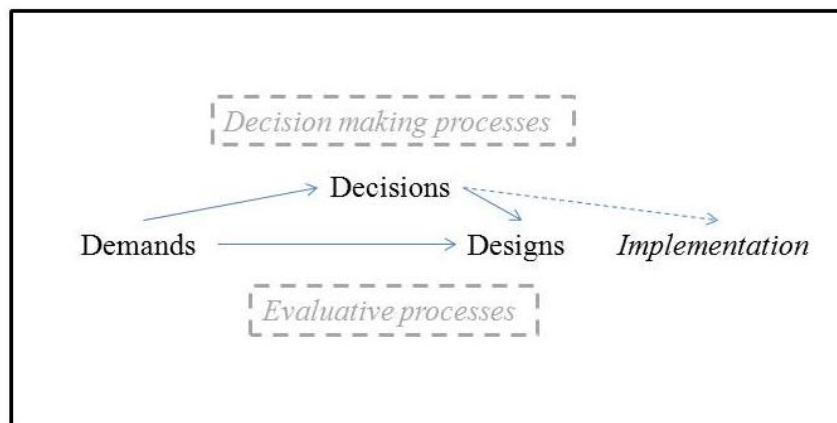 Decision making processes
Decisions
Demands Designs Implementation
Evaluative processes